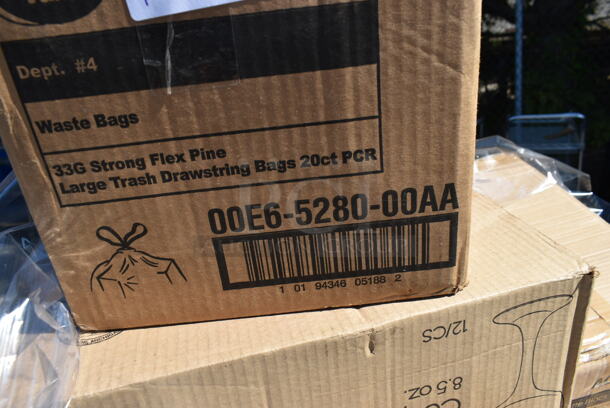 Dept. #4
Waste Bags
33G Strong Flex Pine
Large Trash Drawstring Bags 20ct PCR
00E6-5280-00AA
1 01 94346 05188 2
12/CS
8.5 oz.